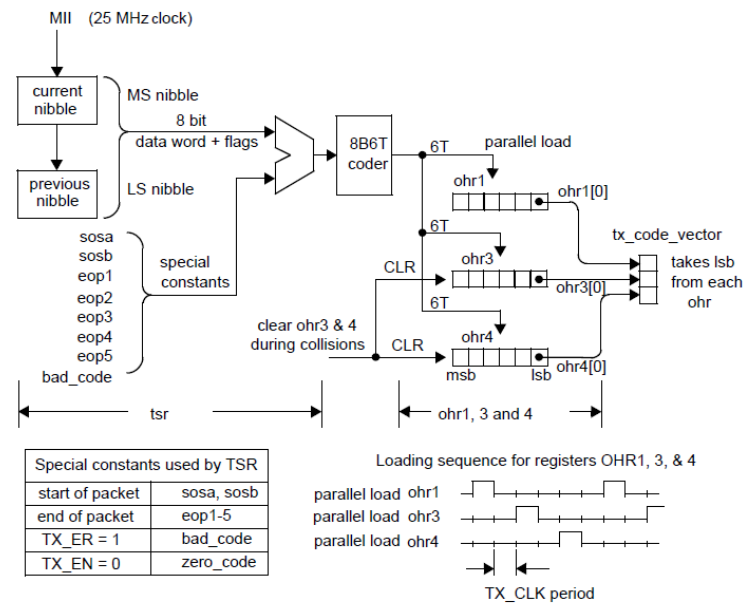 MII (25 MHz clock)
current
nibble
previous
nibble
MS nibble
8 bit
data word + flags
LS nibble
8B6T
coder
6T
parallel load
ohr1
ohr1[0]
6T
tx_code_vector
takes lsb
from each
ohr
CLR
ohr3
ohr3[0]
6T
sosa
sosb
eop1
eop2
eop3
eop4
eop5
bad_code
special
constants
clear ohr3 & 4
during collisions
CLR
ohr4
ohr4[0]
msb
lsb
tsr
ohr1, 3 and 4
Special constants used by TSR
start of packet sosa, sosb
end of packet eop1-5
TX_ER = 1 bad_code
TX_EN = 0 zero_code
Loading sequence for registers OHR1, 3, & 4
parallel load ohr1
parallel load ohr3
parallel load ohr4
TX_CLK period